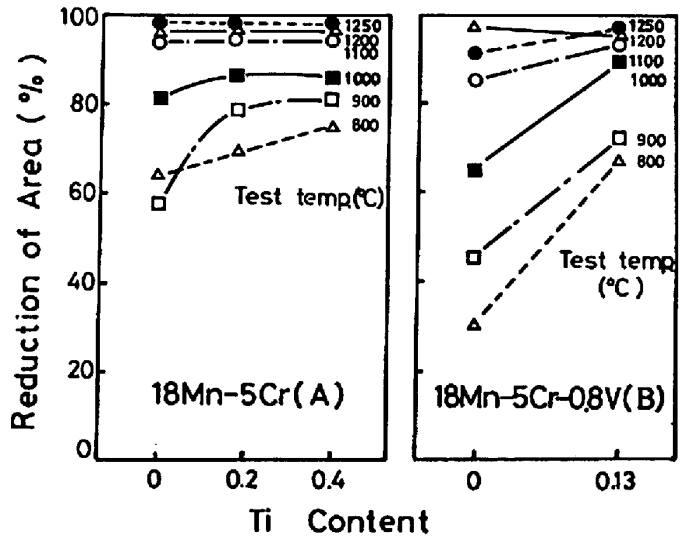 Reduction of Area (%)
100
80
60
40
20
0
1250
1200
1100
1000
900
800
Test temp.(°C)
18Mn-5Cr(A)
0 0.2 0.4
1250
1200
1100
1000
900
800
Test temp.
(°C)
18Mn-5Cr-0.8V(B)
0 0.13
Ti Content